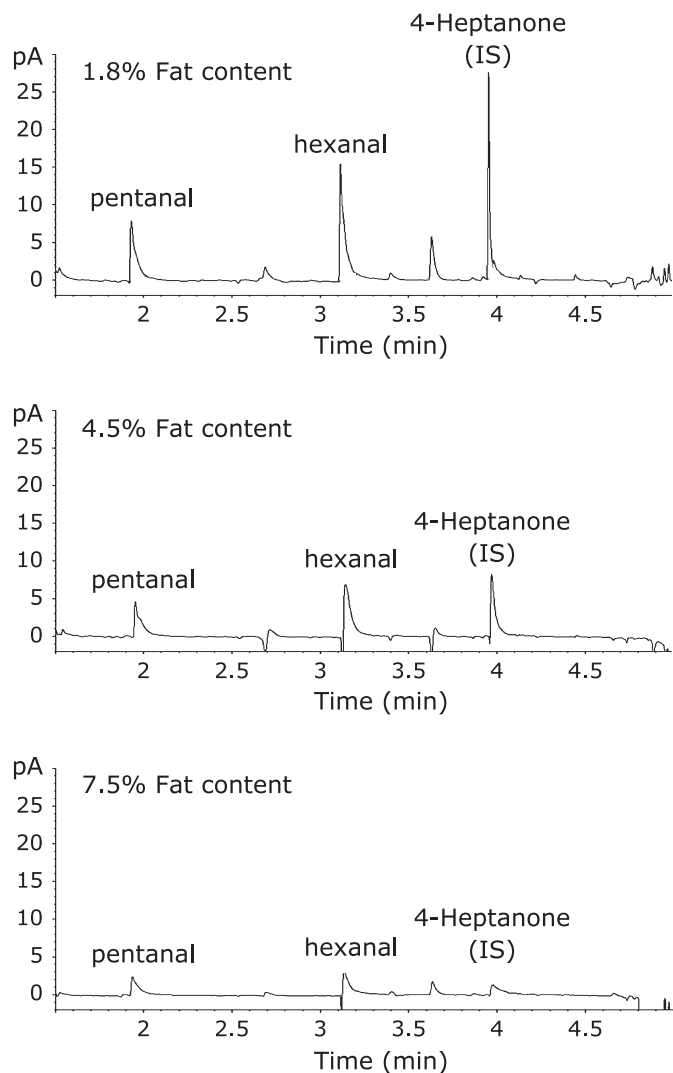 4-Heptanone
(IS)
pA
1.8% Fat content
25
20
hexanal
15
pentanal
10
5
0
2 2.5 3 3.5 4 4.5
Time (min)
pA
4.5% Fat content
25
20
15
4-Heptanone
(IS)
10
pentanal
hexanal
5
0
2 2.5 3 3.5 4 4.5
Time (min)
pA
7.5% Fat content
25
20
15
10
4-Heptanone
(IS)
5
pentanal
hexanal
0
2 2.5 3 3.5 4 4.5
Time (min)